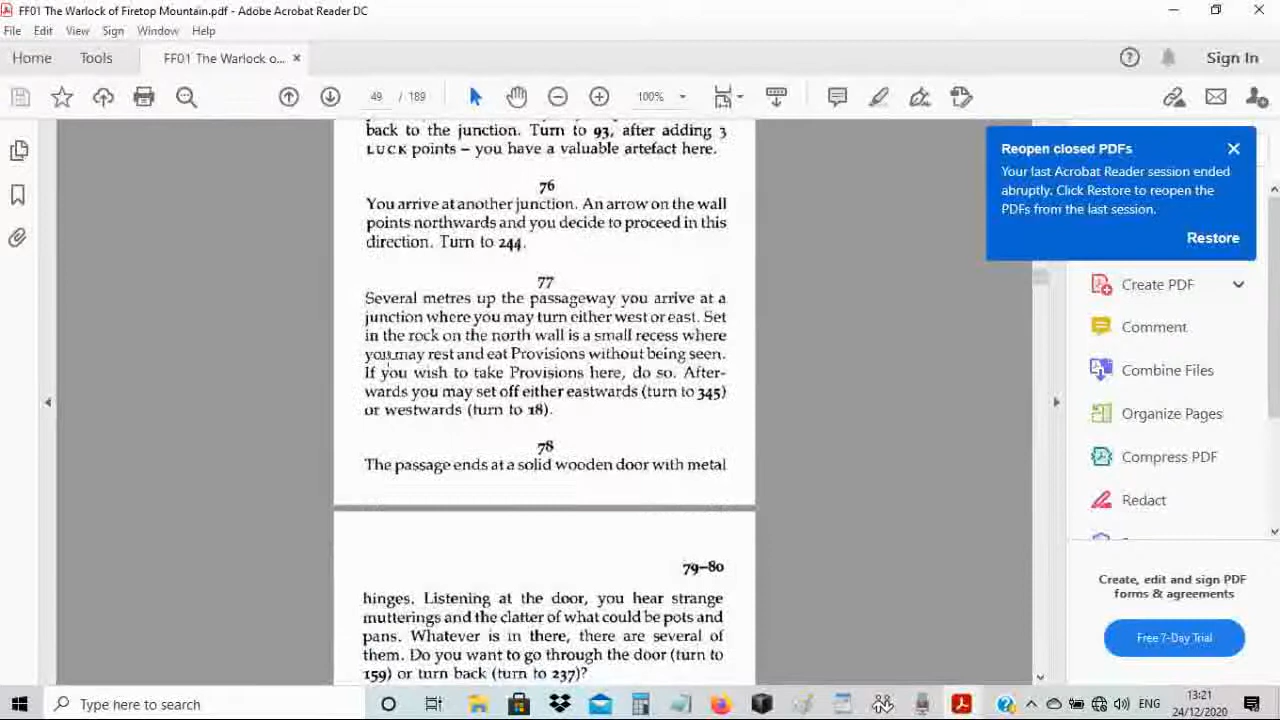 FF01 The Warlock of Firetop Mountain.pdf - Adobe Acrobat Reader DC
File Edit View Sign Window Help
Home Tools FF01 The Warlock o... × Sign In
49 / 189 100%
back to the junction. Turn to 93, after adding 3
LUCK points – you have a valuable artefact here.
76
You arrive at another junction. An arrow on the wall
points northwards and you decide to proceed in this
direction. Turn to 244.
77
Several metres up the passageway you arrive at a
junction where you may turn either west or east. Set
in the rock on the north wall is a small recess where
you may rest and eat Provisions without being seen.
If you wish to take Provisions here, do so. After-
wards you may set off either eastwards (turn to 345)
or westwards (turn to 18).
78
The passage ends at a solid wooden door with metal
79–80
hinges. Listening at the door, you hear strange
mutterings and the clatter of what could be pots and
pans. Whatever is in there, there are several of
them. Do you want to go through the door (turn to
159) or turn back (turn to 237)?
Reopen closed PDFs
Your last Acrobat Reader session ended
abruptly. Click Restore to reopen the
PDFs from the last session.
Restore
Create PDF
Comment
Combine Files
Organize Pages
Compress PDF
Redact
Create, edit and sign PDF
forms & agreements
Free 7-Day Trial
Type here to search
ENG
13:21
24/12/2020